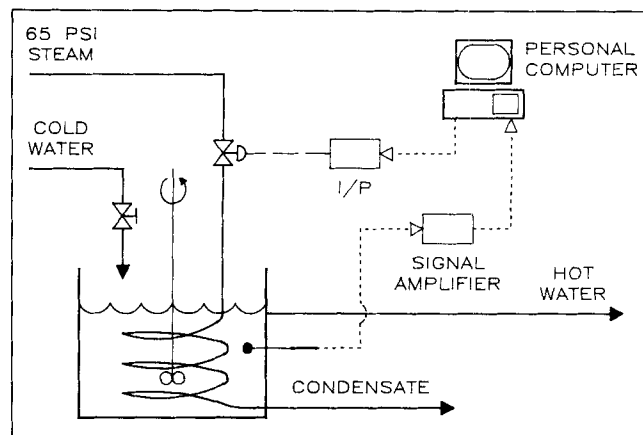 65 PSI
STEAM
PERSONAL
COMPUTER
COLD
WATER
I/P
SIGNAL
AMPLIFIER
HOT
WATER
CONDENSATE